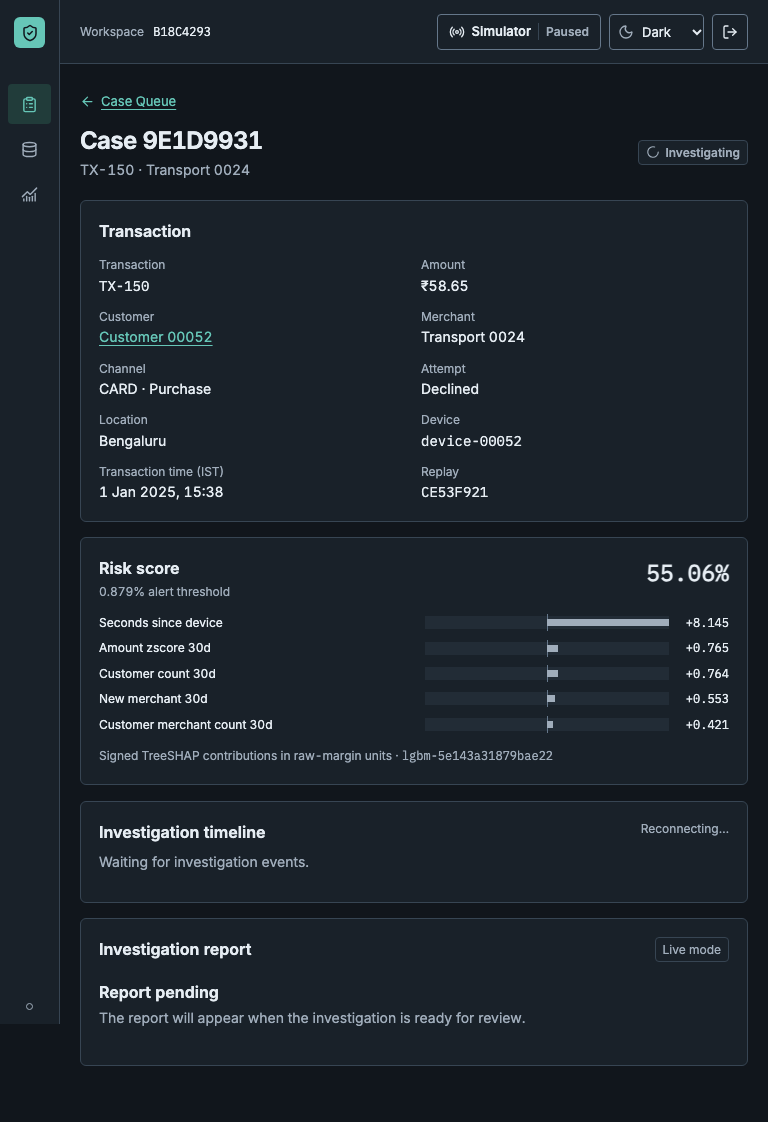 Workspace B18C4293
Simulator Paused
Dark
Case Queue
Case 9E1D9931
TX-150 · Transport 0024
Investigating
Transaction
Transaction
TX-150
Amount
₹58.65
Customer
Customer 00052
Merchant
Transport 0024
Channel
CARD · Purchase
Attempt
Declined
Location
Bengaluru
Device
device-00052
Transaction time (IST)
1 Jan 2025, 15:38
Replay
CE53F921
Risk score
55.06%
0.879% alert threshold
Seconds since device +8.145
Amount zscore 30d +0.765
Customer count 30d +0.764
New merchant 30d +0.553
Customer merchant count 30d +0.421
Signed TreeSHAP contributions in raw-margin units · lgbm-5e143a31879bae22
Investigation timeline
Reconnecting...
Waiting for investigation events.
Investigation report
Live mode
Report pending
The report will appear when the investigation is ready for review.